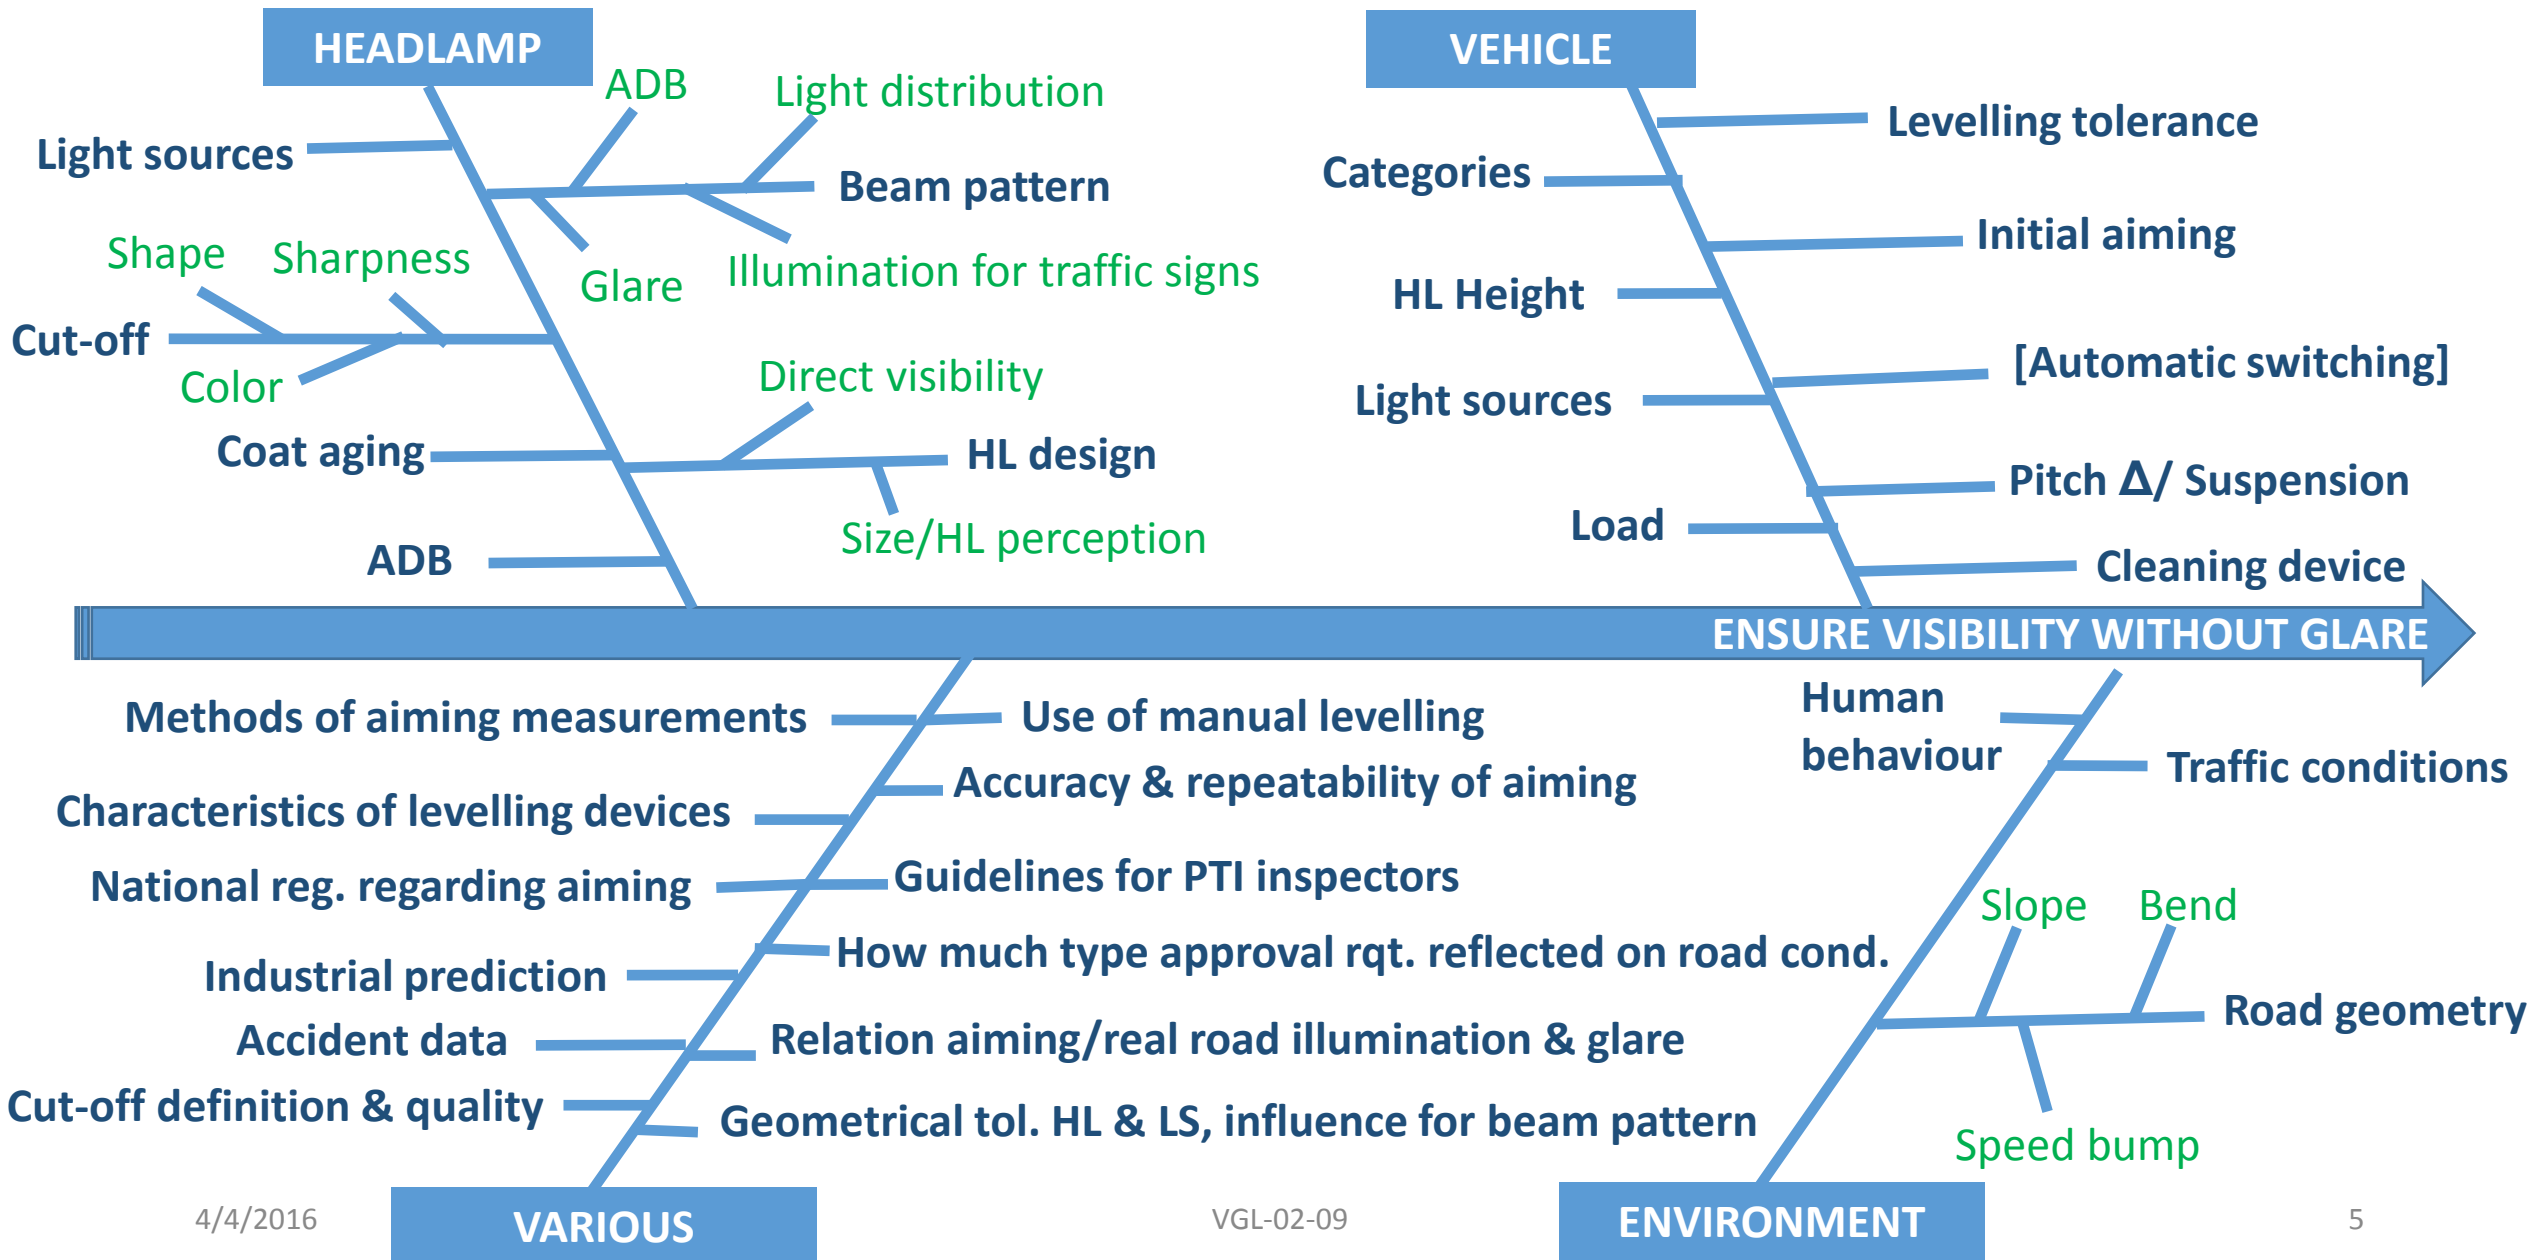 HEADLAMP
ADB
Light distribution
Light sources
Beam pattern
Shape
Sharpness
Glare
Illumination for traffic signs
Cut-off
Color
Direct visibility
Coat aging
HL design
Size/HL perception
ADB
VEHICLE
Levelling tolerance
Categories
Initial aiming
HL Height
[Automatic switching]
Light sources
Pitch Δ/ Suspension
Load
Cleaning device
ENSURE VISIBILITY WITHOUT GLARE
Methods of aiming measurements
Use of manual levelling
Accuracy & repeatability of aiming
Characteristics of levelling devices
National reg. regarding aiming
Guidelines for PTI inspectors
How much type approval rqt. reflected on road cond.
Industrial prediction
Accident data
Relation aiming/real road illumination & glare
Cut-off definition & quality
Geometrical tol. HL & LS, influence for beam pattern
VARIOUS
Human
behaviour
Traffic conditions
Slope
Bend
Road geometry
Speed bump
ENVIRONMENT
4/4/2016
VGL-02-09
5